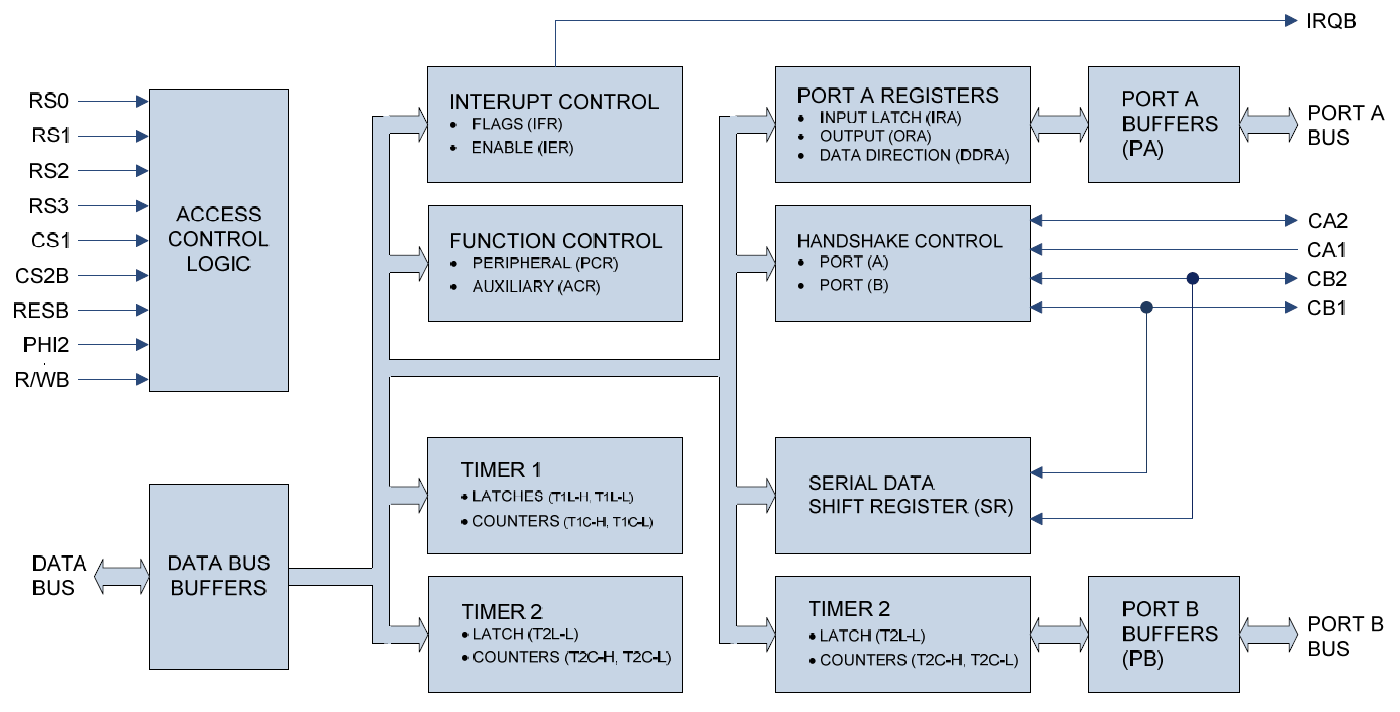 IRQB
RS0
RS1
RS2
RS3
CS1
CS2B
RESB
PHI2
R/WB
ACCESS
CONTROL
LOGIC
DATA
BUS
DATA BUS
BUFFERS
INTERUPT CONTROL
• FLAGS (IFR)
• ENABLE (IER)
FUNCTION CONTROL
• PERIPHERAL (PCR)
• AUXILIARY (ACR)
TIMER 1
• LATCHES (T1L-H, T1L-L)
• COUNTERS (T1C-H, T1C-L)
TIMER 2
• LATCH (T2L-L)
• COUNTERS (T2C-H, T2C-L)
PORT A REGISTERS
• INPUT LATCH (IRA)
• OUTPUT (ORA)
• DATA DIRECTION (DDRA)
PORT A
BUFFERS
(PA)
PORT A
BUS
HANDSHAKE CONTROL
• PORT (A)
• PORT (B)
CA2
CA1
CB2
CB1
SERIAL DATA
SHIFT REGISTER (SR)
TIMER 2
• LATCH (T2L-L)
• COUNTERS (T2C-H, T2C-L)
PORT B
BUFFERS
(PB)
PORT B
BUS